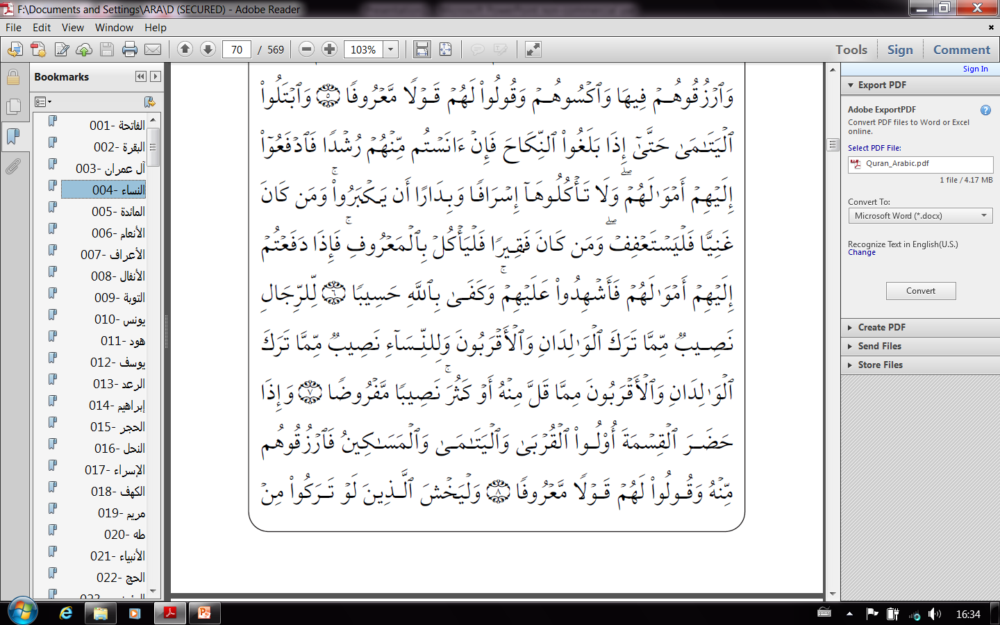 F:\Documents and Settings\ARA\D (SECURED) - Adobe Reader
File Edit View Window Help
70 / 569 103% Tools Sign Comment
Bookmarks
001- الفاتحة
002- البقرة
003- آل عمران
004- النساء
005- المائدة
006- الأنعام
007- الأعراف
008- الأنفال
009- التوبة
010- يونس
011- هود
012- يوسف
013- الرعد
014- إبراهيم
015- الحجر
016- النحل
017- الإسراء
018- الكهف
019- مريم
020- طه
021- الأنبياء
022- الحج
وَٱرۡزُقُوهُمۡ فِيهَا وَٱكۡسُوهُمۡ وَقُولُواْ لَهُمۡ قَوۡلٗا مَّعۡرُوفٗا ٥ وَٱبۡتَلُواْ
ٱلۡيَتَٰمَىٰ حَتَّىٰٓ إِذَا بَلَغُواْ ٱلنِّكَاحَ فَإِنۡ ءَانَسۡتُم مِّنۡهُمۡ رُشۡدٗا فَٱدۡفَعُوٓاْ
إِلَيۡهِمۡ أَمۡوَٰلَهُمۡۖ وَلَا تَأۡكُلُوهَآ إِسۡرَافٗا وَبِدَارًا أَن يَكۡبَرُواْۚ وَمَن كَانَ
غَنِيّٗا فَلۡيَسۡتَعۡفِفۡۖ وَمَن كَانَ فَقِيرٗا فَلۡيَأۡكُلۡ بِٱلۡمَعۡرُوفِۚ فَإِذَا دَفَعۡتُمۡ
إِلَيۡهِمۡ أَمۡوَٰلَهُمۡ فَأَشۡهِدُواْ عَلَيۡهِمۡۚ وَكَفَىٰ بِٱللَّهِ حَسِيبٗا ٦ لِّلرِّجَالِ
نَصِيبٞ مِّمَّا تَرَكَ ٱلۡوَٰلِدَانِ وَٱلۡأَقۡرَبُونَ وَلِلنِّسَآءِ نَصِيبٞ مِّمَّا تَرَكَ
ٱلۡوَٰلِدَانِ وَٱلۡأَقۡرَبُونَ مِمَّا قَلَّ مِنۡهُ أَوۡ كَثُرَۚ نَصِيبٗا مَّفۡرُوضٗا ٧ وَإِذَا
حَضَرَ ٱلۡقِسۡمَةَ أُوْلُواْ ٱلۡقُرۡبَىٰ وَٱلۡيَتَٰمَىٰ وَٱلۡمَسَٰكِينُ فَٱرۡزُقُوهُم
مِّنۡهُ وَقُولُواْ لَهُمۡ قَوۡلٗا مَّعۡرُوفٗا ٨ وَلۡيَخۡشَ ٱلَّذِينَ لَوۡ تَرَكُواْ مِنۡ
Sign In
Export PDF
Adobe ExportPDF
Convert PDF files to Word or Excel
online.
Select PDF File:
Quran_Arabic.pdf
1 file / 4.17 MB
Convert To:
Microsoft Word (*.docx)
Recognize Text in English(U.S.)
Change
Convert
Create PDF
Send Files
Store Files
16:34